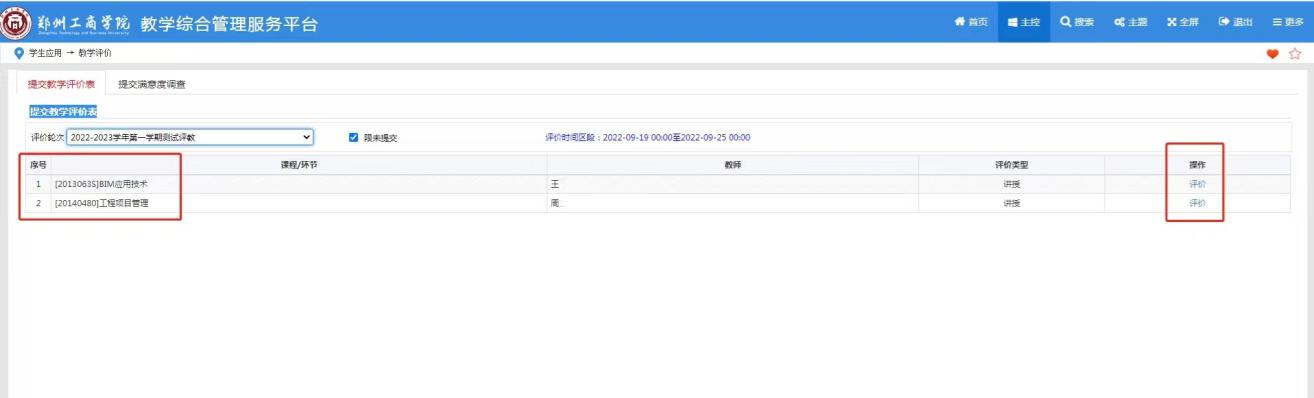 郑州工商学院 教学综合管理服务平台 首页 主控 搜索 主题 全屏 退出 更多
学生应用 → 教学评价
提交教学评价表 提交满意度调查
提交教学评价表
评价轮次 2022-2023学年第一学期测试评教 限未提交 评价时间区段：2022-09-19 00:00至2022-09-25 00:00
序号 课程/环节 教师 评价类型 操作
1 [2013063S]BIM应用技术 王 讲授 评价
2 [20140480]工程项目管理 周 讲授 评价